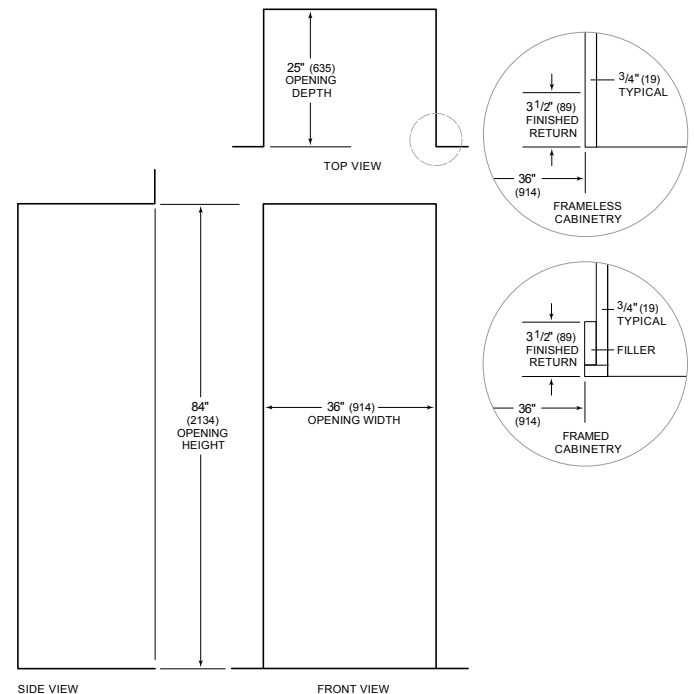 25" (635)
OPENING
DEPTH
TOP VIEW
3/4" (19)
TYPICAL
3 1/2" (89)
FINISHED
RETURN
36"
(914)
FRAMELESS
CABINETRY
3/4" (19)
TYPICAL
3 1/2" (89)
FINISHED
RETURN
FILLER
36"
(914)
FRAMED
CABINETRY
84"
(2134)
OPENING
HEIGHT
36" (914)
OPENING WIDTH
SIDE VIEW
FRONT VIEW